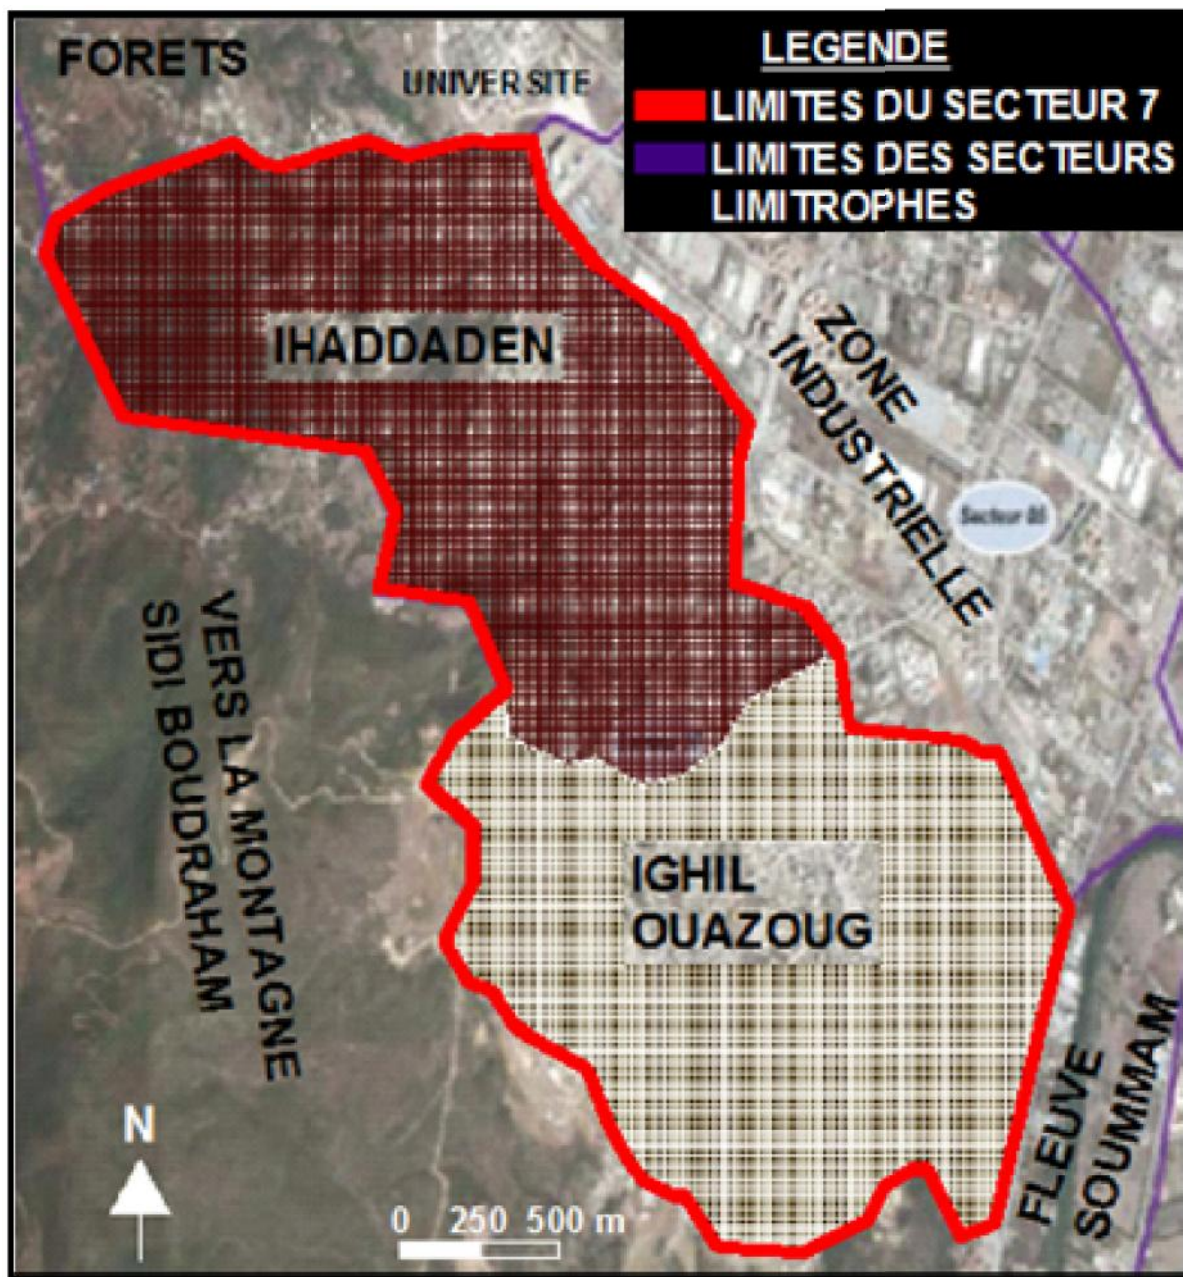 FORETS
UNIVERSITE
LEGENDE
LIMITES DU SECTEUR 7
LIMITES DES SECTEURS
LIMITROPHES
IHADDADEN
ZONE
INDUSTRIELLE
Secteur
VERS LA MONTAGNE
SIDI BOUDRAHAM
IGHIL
OUAZOUG
FLEUVE
SOUMMAM
N
0 250 500 m